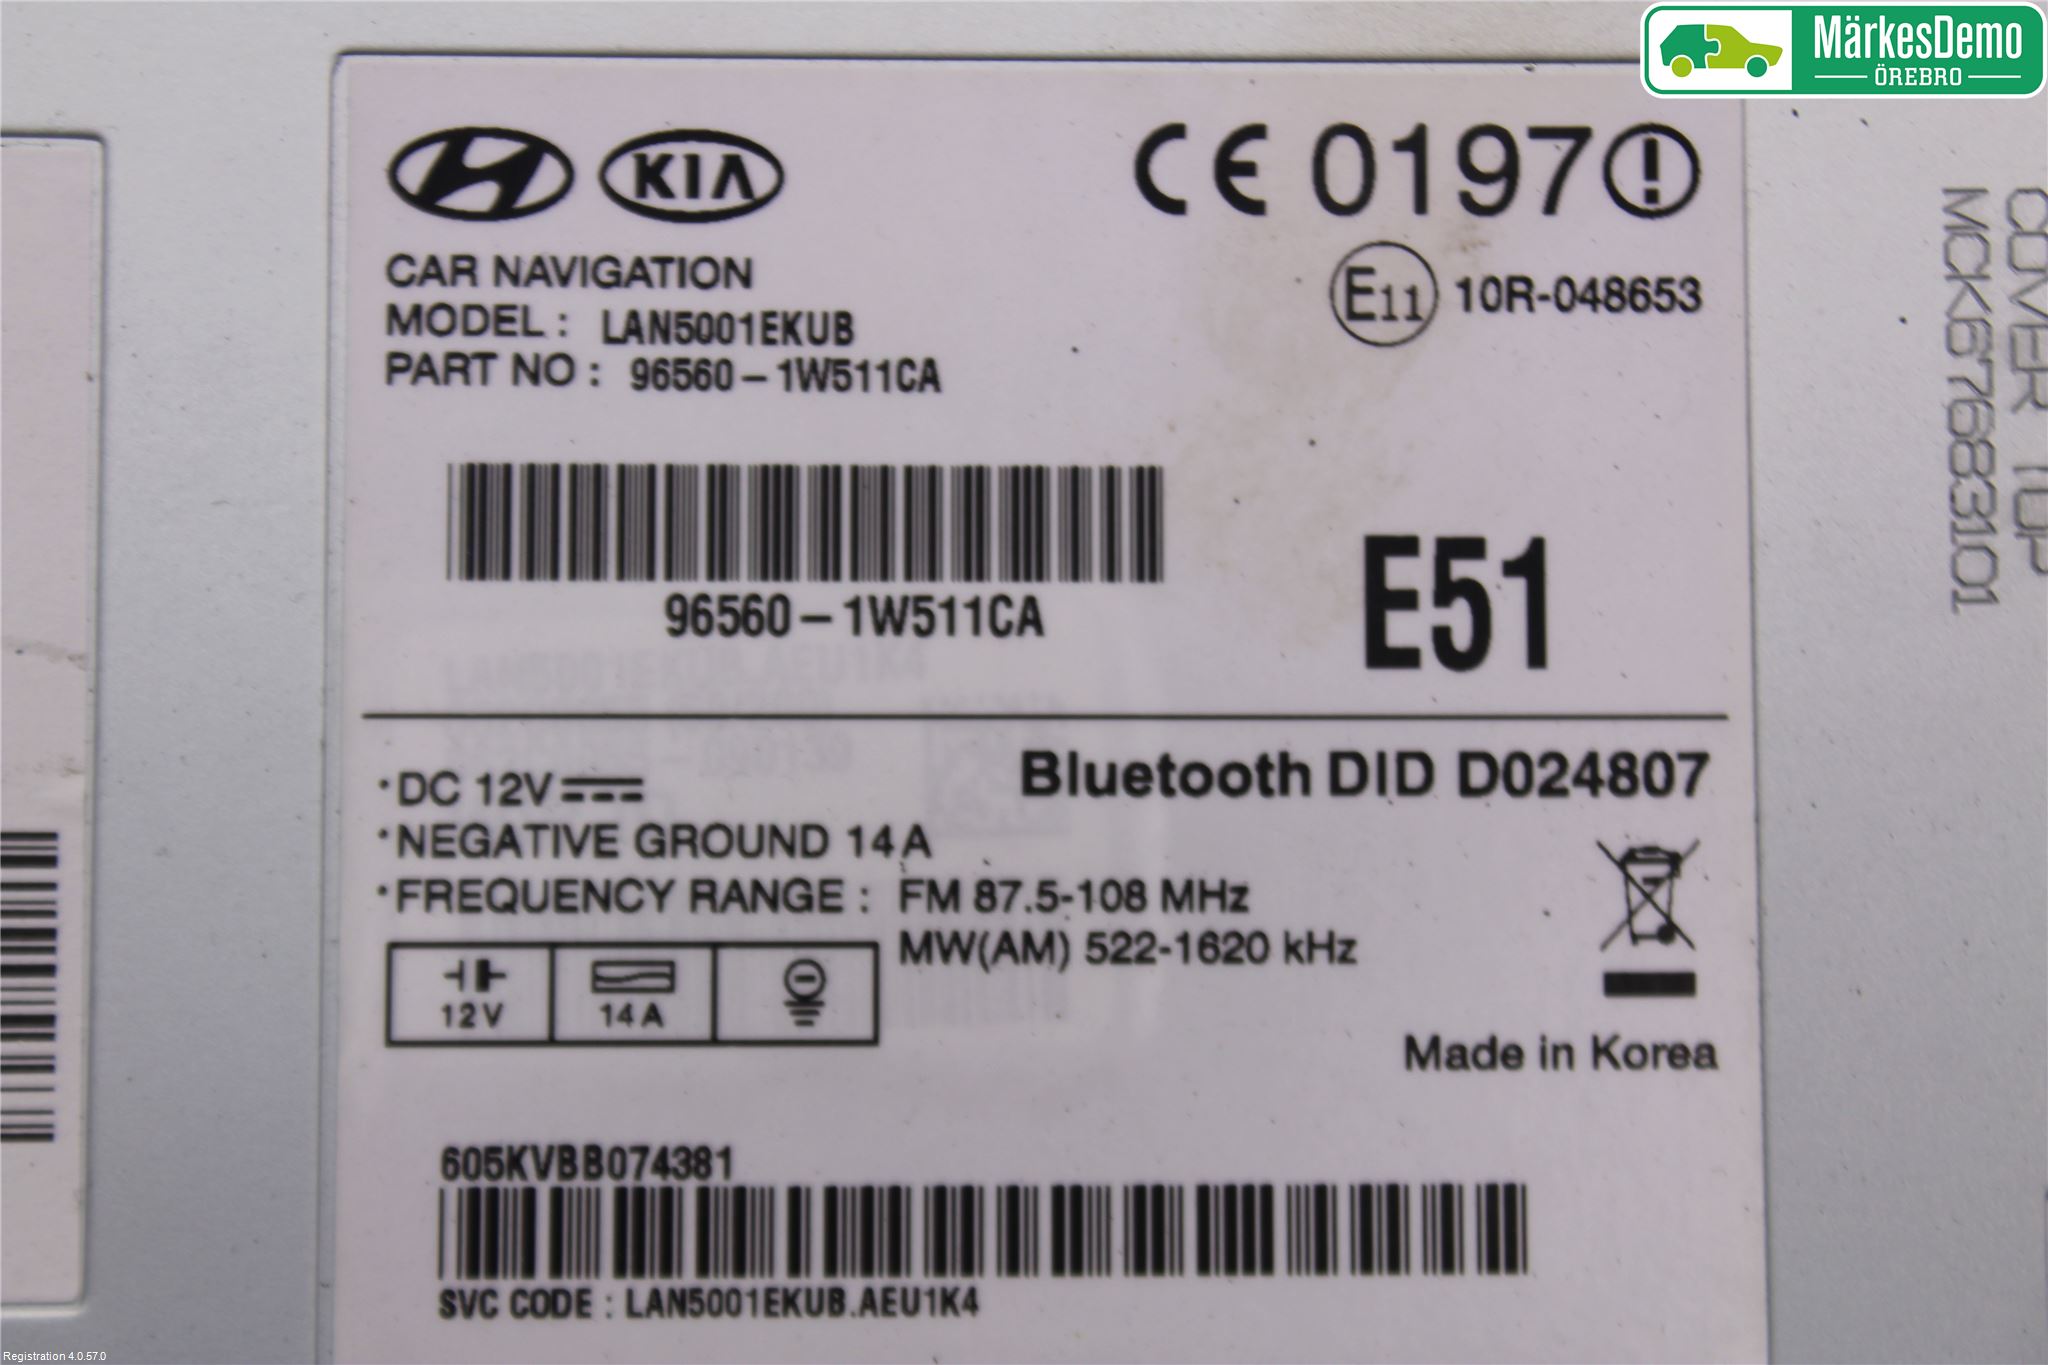 MärkesDemo
ÖREBRO
KIA
CE 0197
CAR NAVIGATION
MODEL : LAN5001EKUB
PART NO : 96560-1W511CA
E11 10R-048653
96560-1W511CA
E51
Bluetooth DID D024807
·DC 12V
·NEGATIVE GROUND 14A
·FREQUENCY RANGE : FM 87.5-108 MHz
MW(AM) 522-1620 kHz
12V 14A
Made in Korea
605KVBB074381
SVC CODE : LAN5001EKUB.AEU1K4
COVER TOP
MCK67683101
LAN5001EKUB.AEU1K4
Registration 4.0.57.0